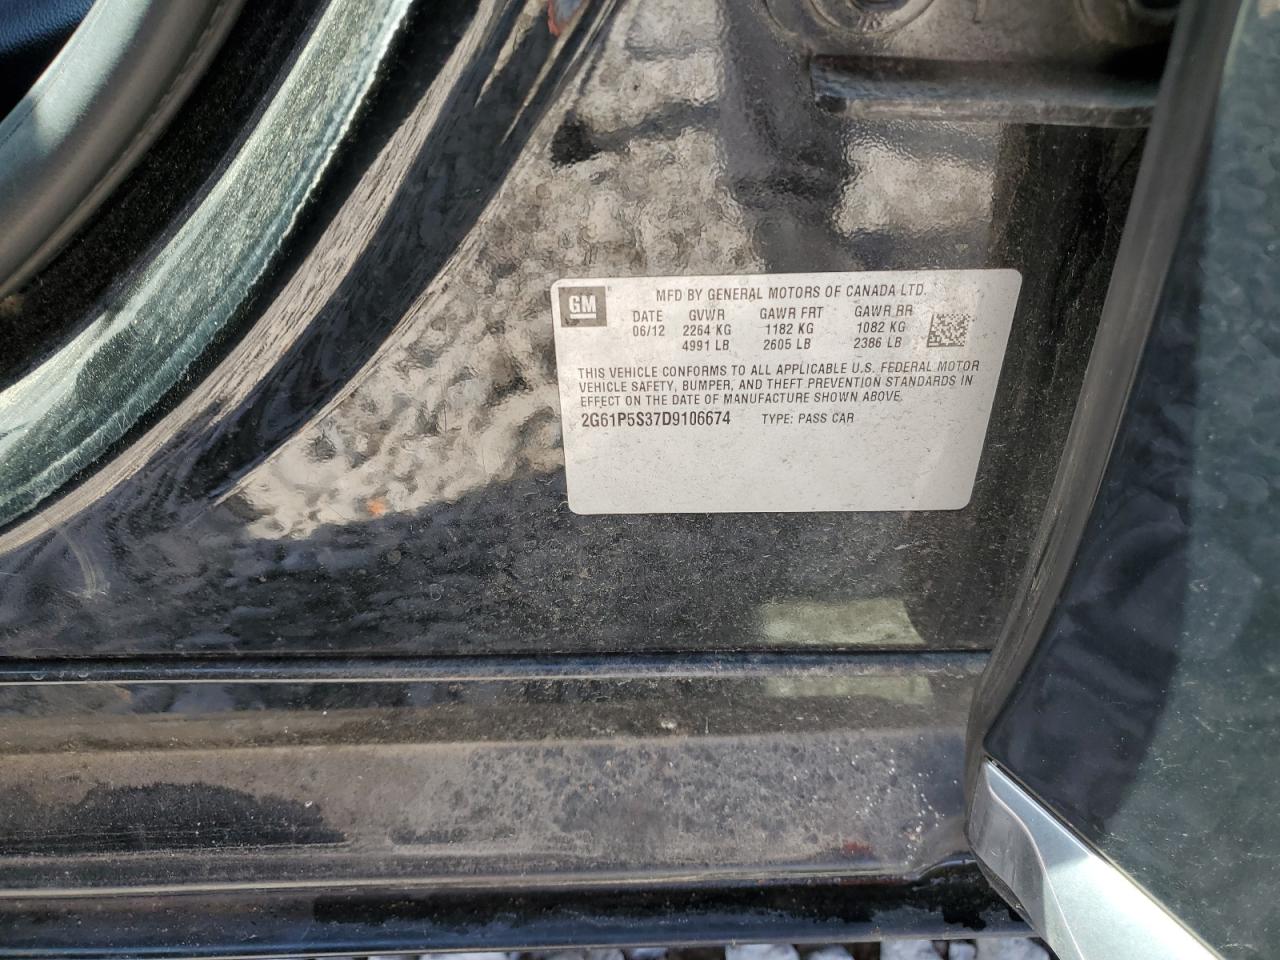 GM
MFD BY GENERAL MOTORS OF CANADA LTD.
DATE GVWR GAWR FRT GAWR RR
06/12 2264 KG 1182 KG 1082 KG
4991 LB 2605 LB 2386 LB
THIS VEHICLE CONFORMS TO ALL APPLICABLE U.S. FEDERAL MOTOR
VEHICLE SAFETY, BUMPER, AND THEFT PREVENTION STANDARDS IN
EFFECT ON THE DATE OF MANUFACTURE SHOWN ABOVE.
2G61P5S37D9106674 TYPE: PASS CAR